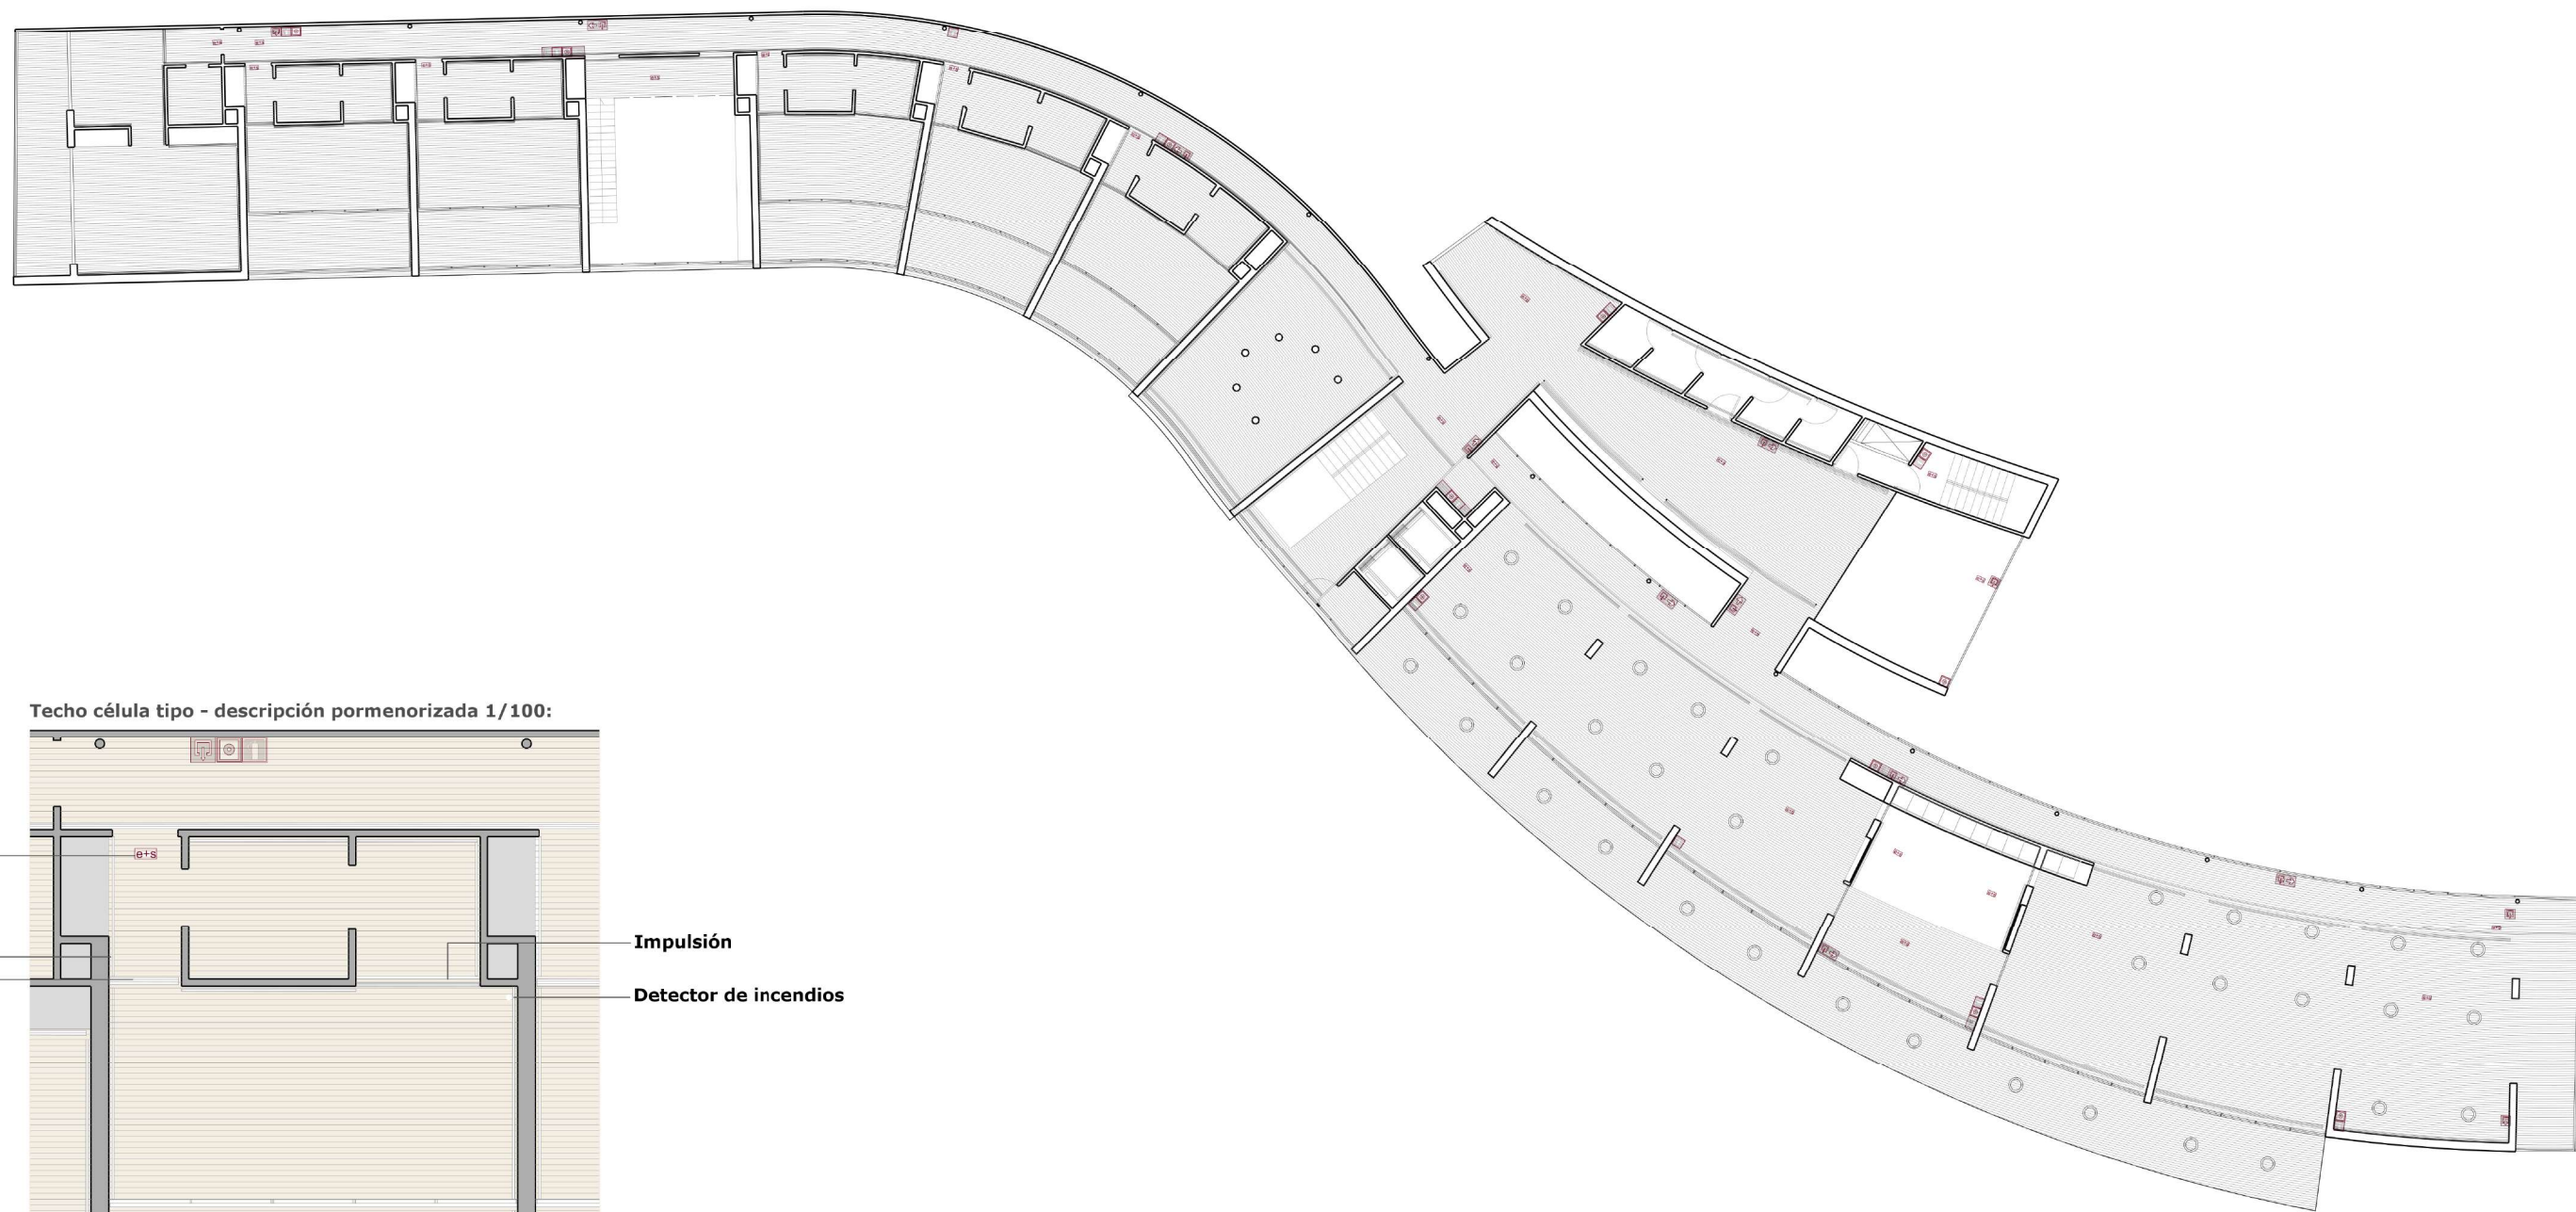 Techo célula tipo - descripción pormenorizada 1/100:
e+s
Impulsión
Detector de incendios